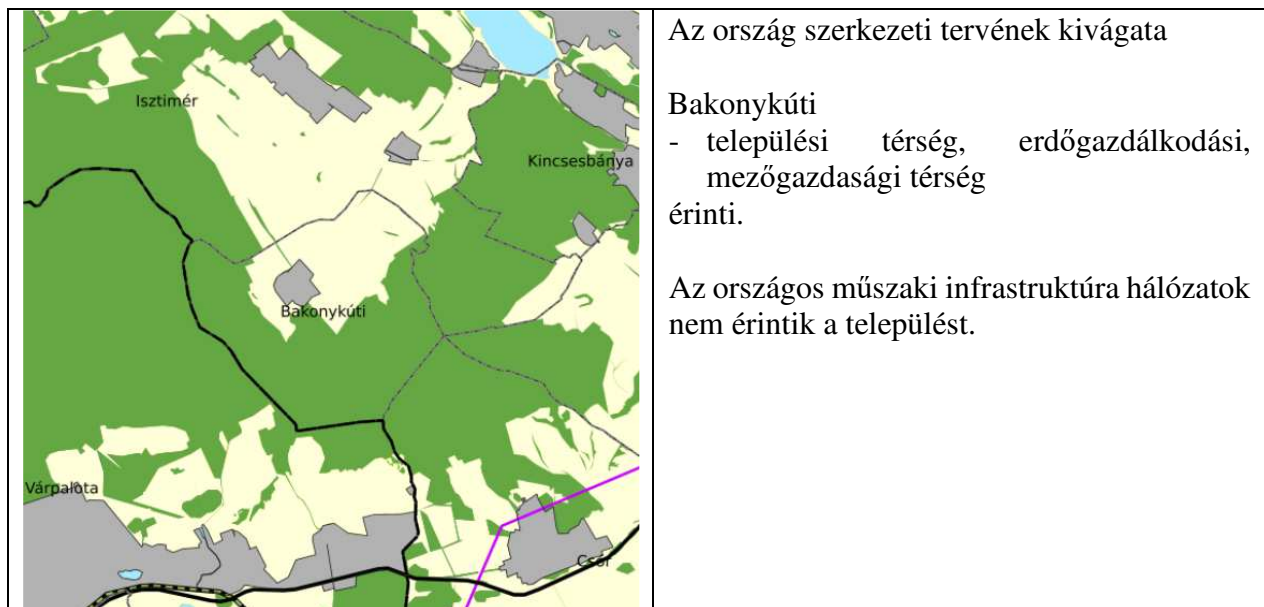 Az ország szerkezeti tervének kivágata
Bakonykúti
- települési térség, erdőgazdálkodási,
mezőgazdasági térség
érinti.
Az országos műszaki infrastruktúra hálózatok
nem érintik a települést.
Isztimér
Kincsesbánya
Bakonykúti
Várpalota
Csór